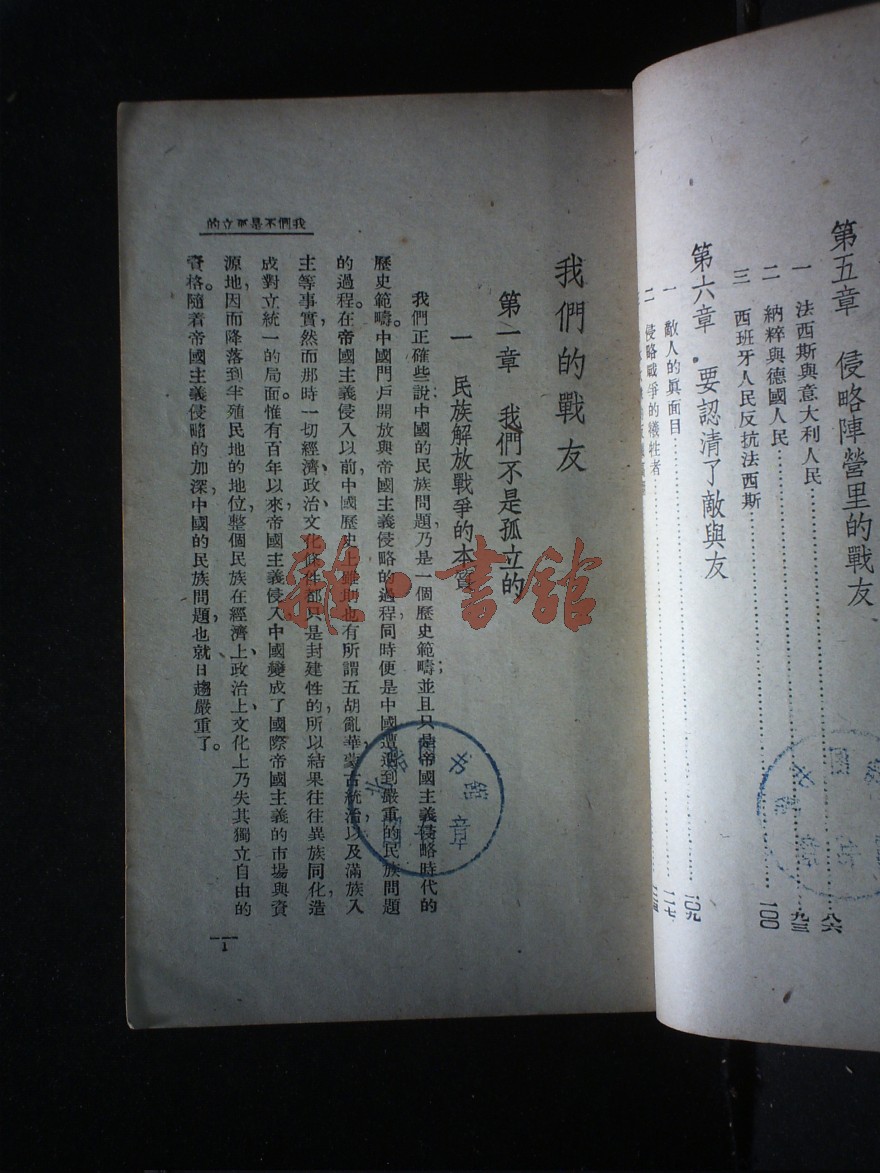 第五章 侵略陣營里的戰友
一 法西斯與意大利人民……八六
二 納粹與德國人民……九三
三 西班牙人民反抗法西斯……一〇〇
第六章 要認清了敵與友
一 敵人的眞面目……一〇九
二 侵略戰爭的犧牲者……一一七
我們的戰友
第一章 我們不是孤立的
一 民族解放戰爭的本質
我們正確些說,中國的民族問題,乃是一個歷史範疇;並且只是帝國主義侵略時代的
歷史範疇。中國門戶開放與帝國主義侵略的過程,同時便是中國遭遇到嚴重的民族問題
的過程。在帝國主義侵入以前,中國歷史上雖則也有所謂五胡亂華蒙古統治以及滿族入
主等事實,然而那時一切經濟、政治、文化條件都只是封建性的,所以結果往往異族同化,造
成對立統一的局面。惟有百年以來,帝國主義侵入,中國變成了國際帝國主義的市場與資
源地,因而降落到半殖民地的地位,整個民族在經濟上、政治上、文化上乃失其獨立自由的
資格。隨着帝國主義侵略的加深,中國的民族問題,也就日趨嚴重了。
我們不是孤立的
1
雜·書館